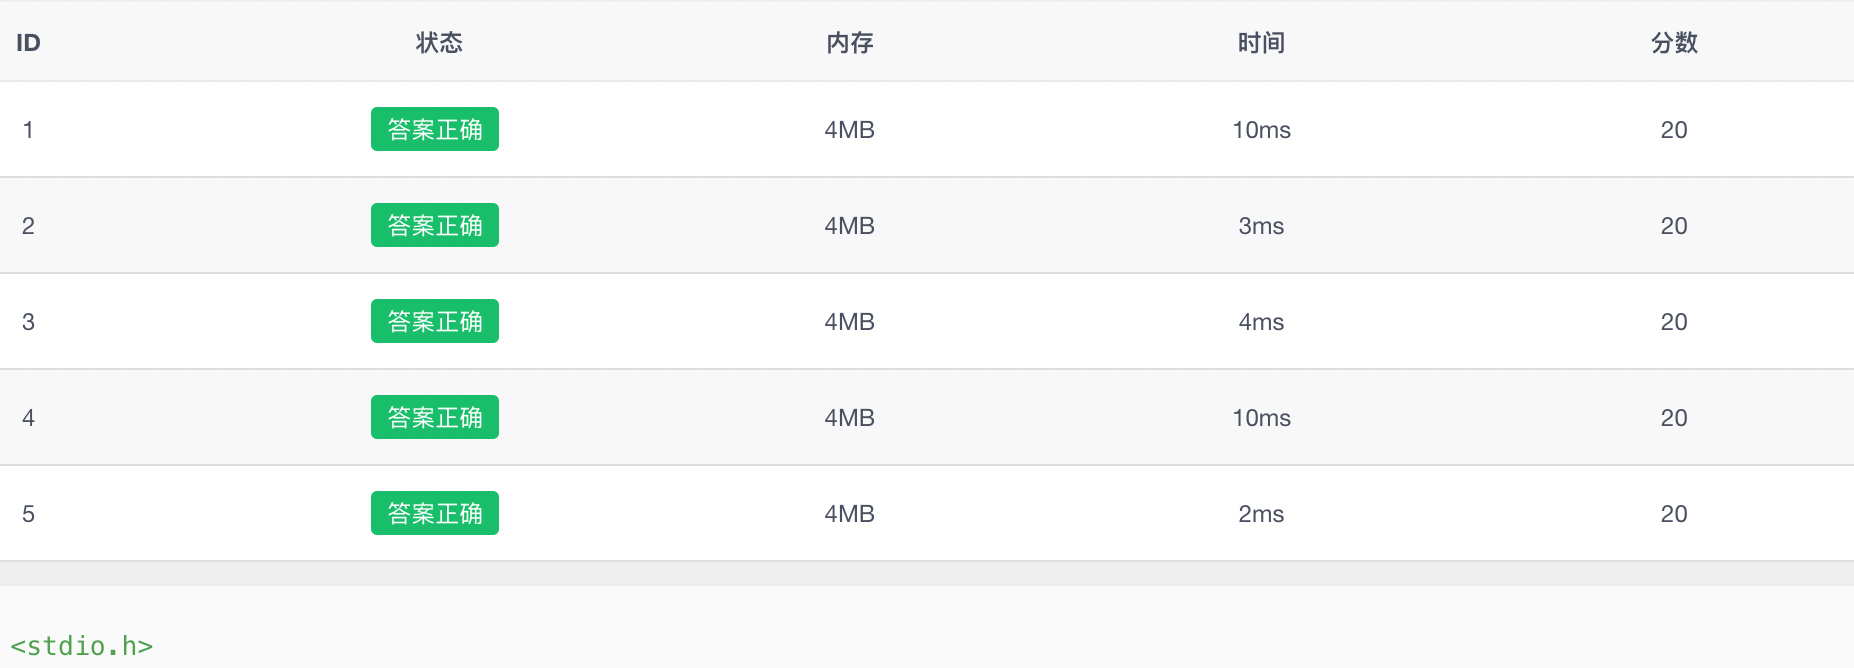 ID 状态 内存 时间 分数
1 答案正确 4MB 10ms 20
2 答案正确 4MB 3ms 20
3 答案正确 4MB 4ms 20
4 答案正确 4MB 10ms 20
5 答案正确 4MB 2ms 20
<stdio.h>